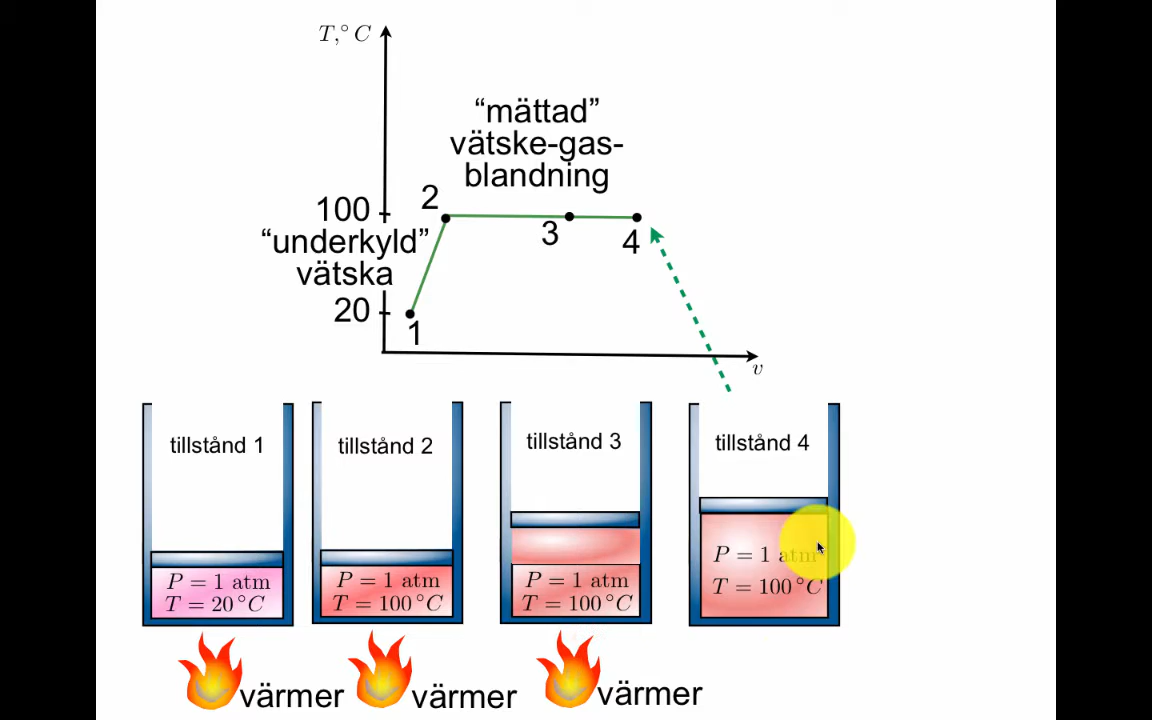 T,°C
“mättad”
vätske-gas-
blandning
100
2
3
4
“underkyld”
vätska
20
1
v
tillstånd 1
tillstånd 2
tillstånd 3
tillstånd 4
P = 1 atm
T = 20 °C
P = 1 atm
T = 100 °C
P = 1 atm
T = 100 °C
P = 1 atm
T = 100 °C
värmer
värmer
värmer